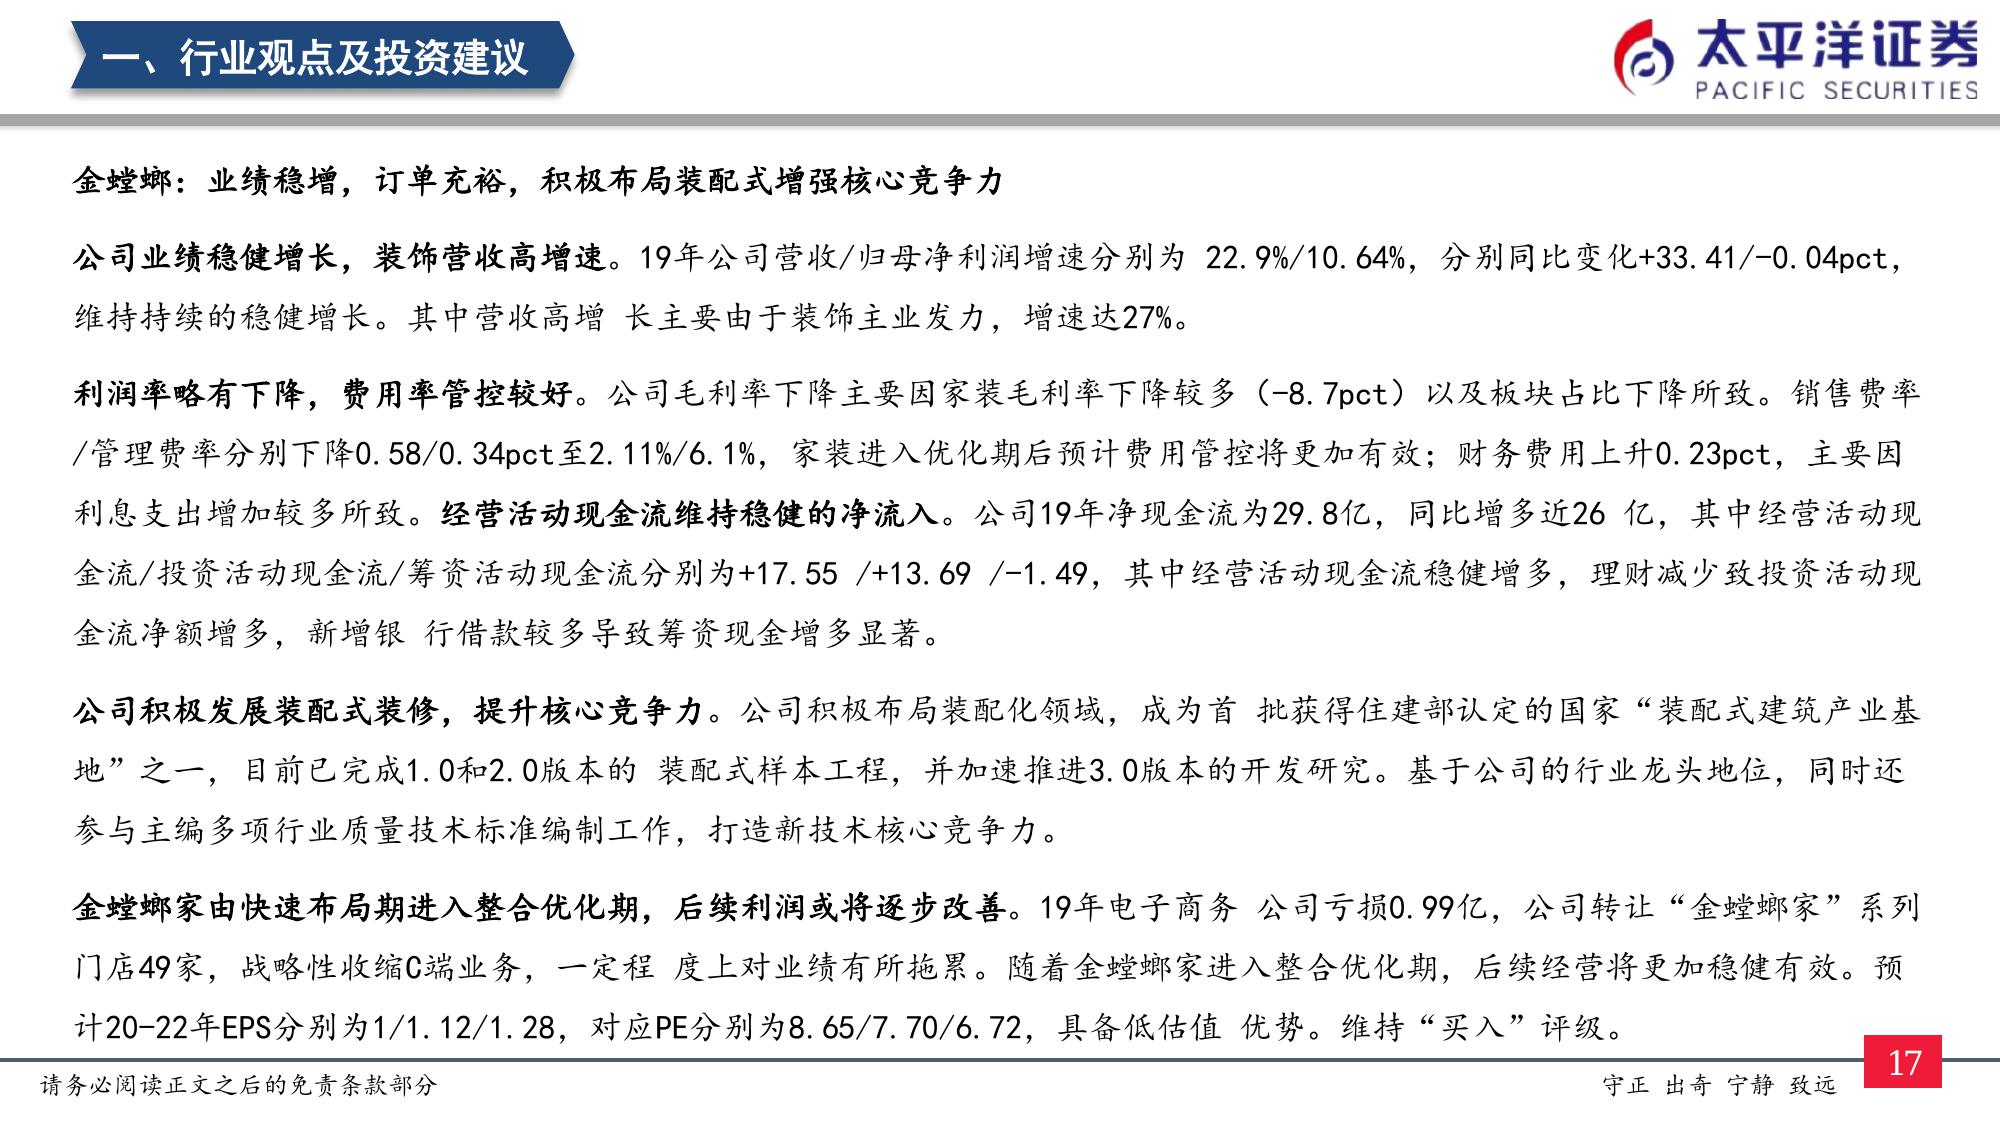 一、行业观点及投资建议
太平洋证券
PACIFIC SECURITIES
金螳螂：业绩稳增，订单充裕，积极布局装配式增强核心竞争力
公司业绩稳健增长，装饰营收高增速。19年公司营收/归母净利润增速分别为 22.9%/10.64%，分别同比变化+33.41/-0.04pct，
维持持续的稳健增长。其中营收高增 长主要由于装饰主业发力，增速达27%。
利润率略有下降，费用率管控较好。公司毛利率下降主要因家装毛利率下降较多（-8.7pct）以及板块占比下降所致。销售费率
/管理费率分别下降0.58/0.34pct至2.11%/6.1%，家装进入优化期后预计费用管控将更加有效；财务费用上升0.23pct，主要因
利息支出增加较多所致。经营活动现金流维持稳健的净流入。公司19年净现金流为29.8亿，同比增多近26 亿，其中经营活动现
金流/投资活动现金流/筹资活动现金流分别为+17.55 /+13.69 /-1.49，其中经营活动现金流稳健增多，理财减少致投资活动现
金流净额增多，新增银 行借款较多导致筹资现金增多显著。
公司积极发展装配式装修，提升核心竞争力。公司积极布局装配化领域，成为首 批获得住建部认定的国家“装配式建筑产业基
地”之一，目前已完成1.0和2.0版本的 装配式样本工程，并加速推进3.0版本的开发研究。基于公司的行业龙头地位，同时还
参与主编多项行业质量技术标准编制工作，打造新技术核心竞争力。
金螳螂家由快速布局期进入整合优化期，后续利润或将逐步改善。19年电子商务 公司亏损0.99亿，公司转让“金螳螂家”系列
门店49家，战略性收缩C端业务，一定程 度上对业绩有所拖累。随着金螳螂家进入整合优化期，后续经营将更加稳健有效。预
计20-22年EPS分别为1/1.12/1.28，对应PE分别为8.65/7.70/6.72，具备低估值 优势。维持“买入”评级。
请务必阅读正文之后的免责条款部分
守正 出奇 宁静 致远
17